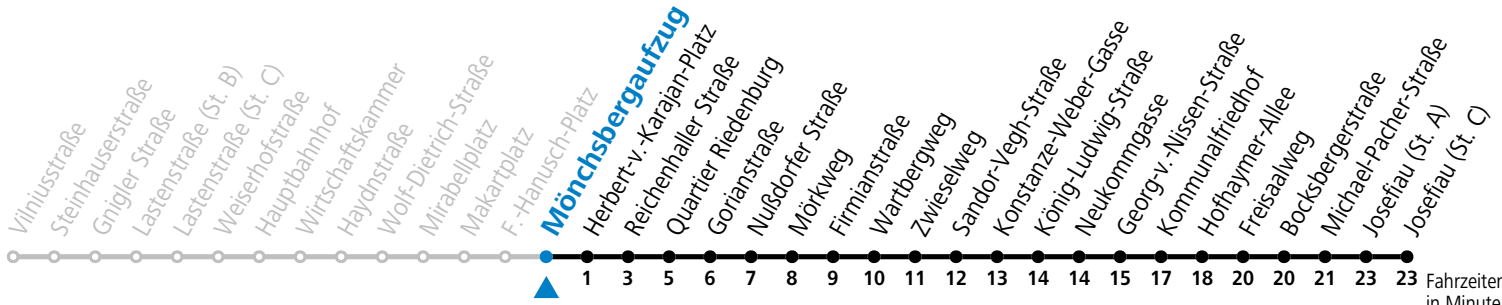 Vilniusstraße
Steinhauserstraße
Gnigler Straße
Lastenstraße (St. B)
Lastenstraße (St. C)
Weiserhofstraße
Hauptbahnhof
Wirtschaftskammer
Haydnstraße
Wolf-Dietrich-Straße
Mirabellplatz
Makartplatz
F.-Hanusch-Platz
Mönchsbergaufzug
Herbert-v.-Karajan-Platz
Reichenhaller Straße
Quartier Riedenburg
Gorianstraße
Nußdorfer Straße
Mörkweg
Firmianstraße
Wartbergweg
Zwieselweg
Sandor-Vegh-Straße
Konstanze-Weber-Gasse
König-Ludwig-Straße
Neukommgasse
Georg-v.-Nissen-Straße
Kommunalfriedhof
Hofhaymer-Allee
Freisaalweg
Bocksbergerstraße
Michael-Pacher-Straße
Josefiau (St. A)
Josefiau (St. C)
1 3 5 6 7 8 9 10 11 12 13 14 14 15 17 18 20 20 21 23 23 Fahrzeiten
in Minute